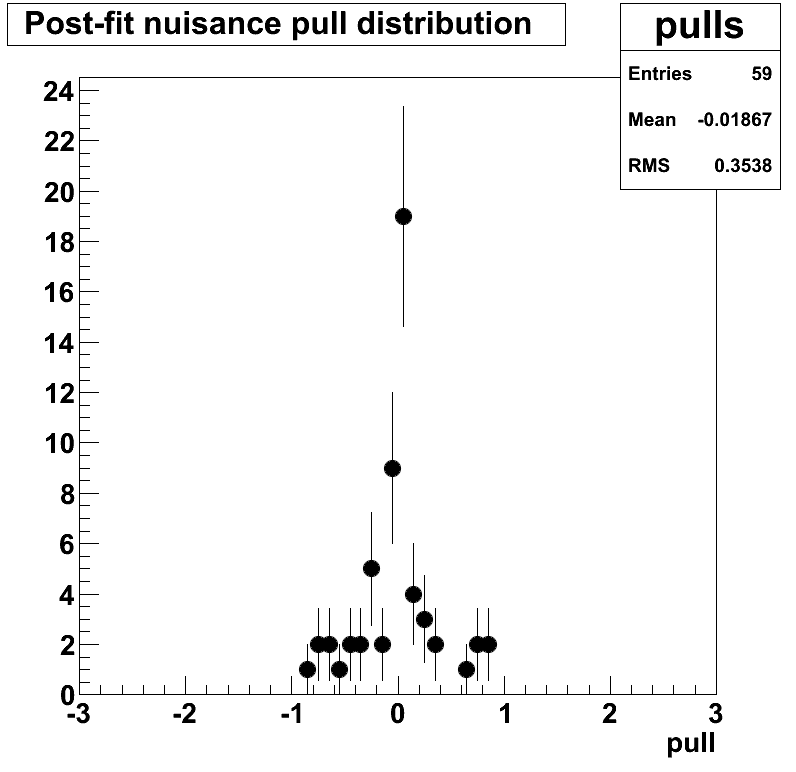 Post-fit nuisance pull distribution
pulls
Entries 59
Mean -0.01867
RMS 0.3538
24
22
20
18
16
14
12
10
8
6
4
2
0
-3 -2 -1 0 1 2 3
pull